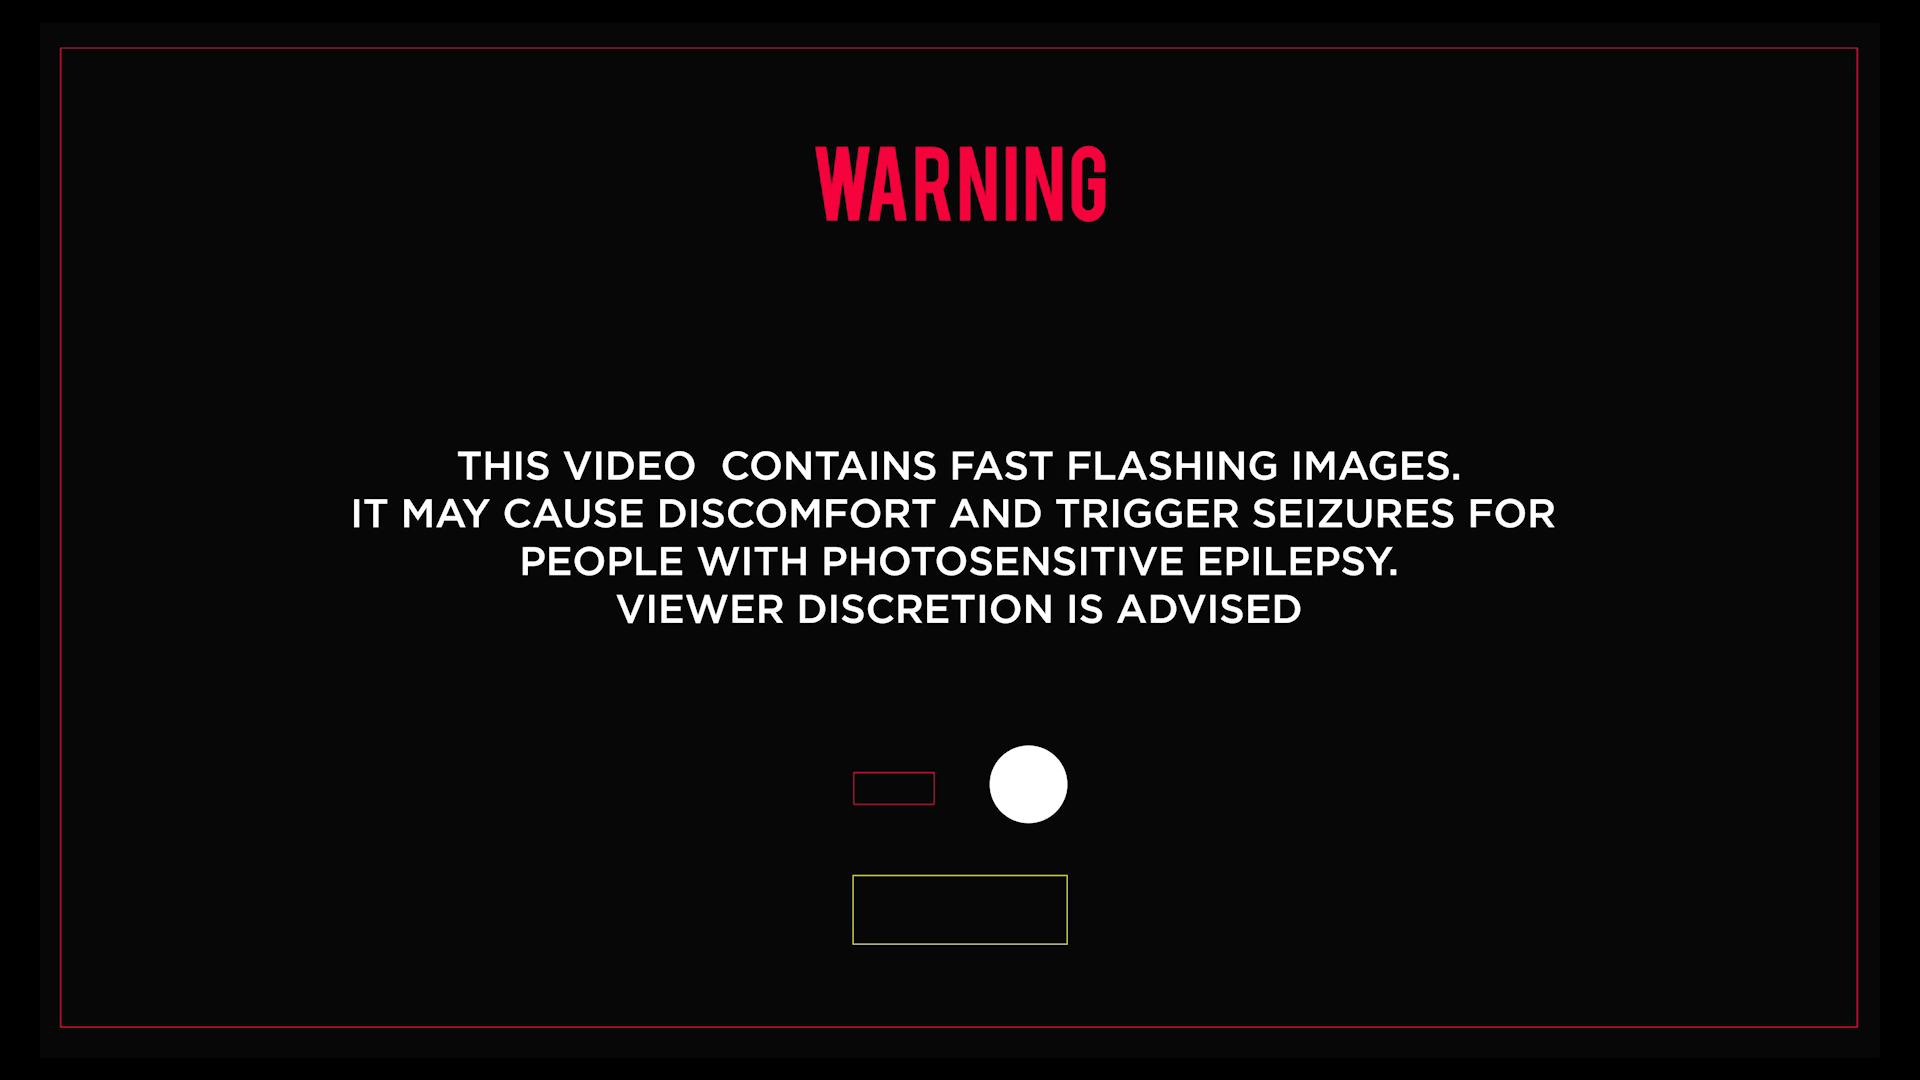 WARNING
THIS VIDEO  CONTAINS FAST FLASHING IMAGES.
IT MAY CAUSE DISCOMFORT AND TRIGGER SEIZURES FOR
PEOPLE WITH PHOTOSENSITIVE EPILEPSY.
VIEWER DISCRETION IS ADVISED